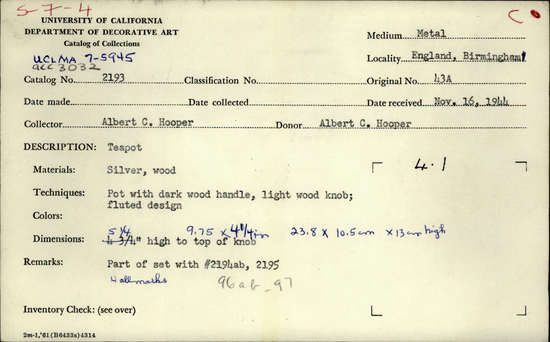 S-7-4
C
UNIVERSITY OF CALIFORNIA
DEPARTMENT OF DECORATIVE ART
Catalog of Collections
Medium Metal
UCLMA 7-5945
Locality England, Birmingham
acc 3032
Catalog No. 2193 Classification No. Original No. 43A
Date made Date collected Date received Nov. 16, 1944
Collector Albert C. Hooper Donor Albert C. Hooper
DESCRIPTION: Teapot
Materials: Silver, wood
4.1
Techniques: Pot with dark wood handle, light wood knob;
fluted design
Colors:
5 1/4 9.75 x 4 1/4 in 23.8 x 10.5 cm x 13 cm high
Dimensions: 4 3/4" high to top of knob
Remarks: Part of set with #2194ab, 2195
Hallmarks 96ab-97
Inventory Check: (see over)
2m-1,'61(B6433s)4314